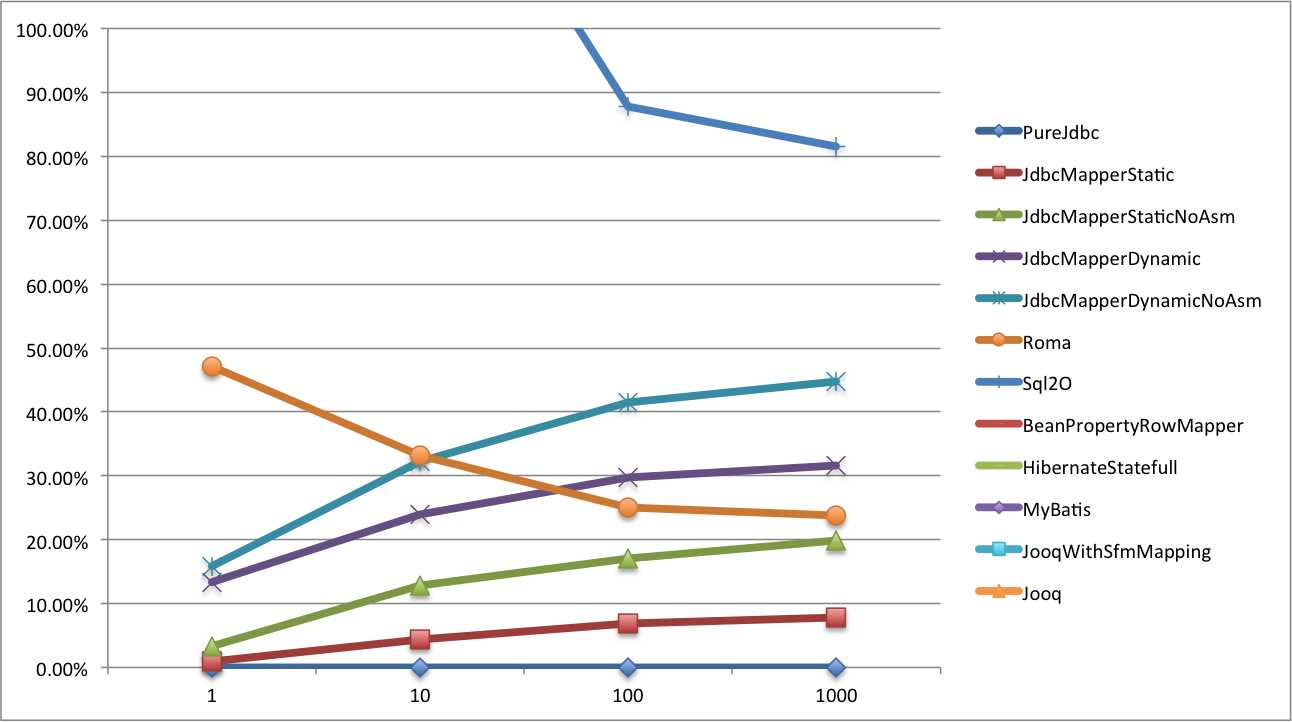 100.00%
90.00%
80.00%
70.00%
60.00%
50.00%
40.00%
30.00%
20.00%
10.00%
0.00%
1 10 100 1000
PureJdbc
JdbcMapperStatic
JdbcMapperStaticNoAsm
JdbcMapperDynamic
JdbcMapperDynamicNoAsm
Roma
Sql2O
BeanPropertyRowMapper
HibernateStatefull
MyBatis
JooqWithSfmMapping
Jooq